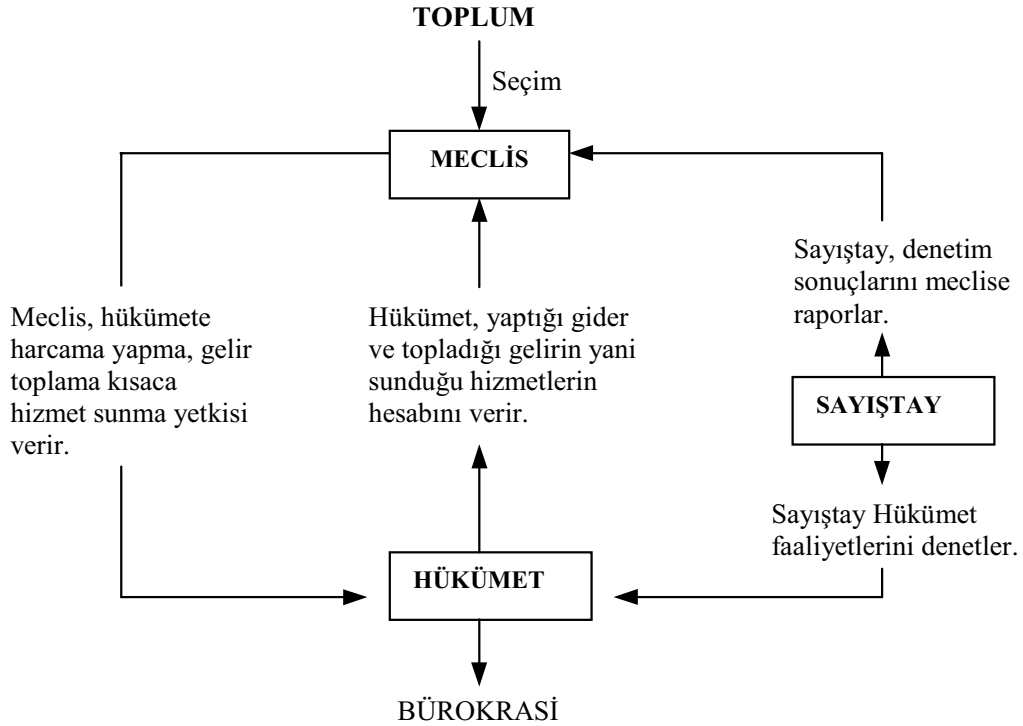 TOPLUM
Seçim
MECLİS
Meclis, hükümete
harcama yapma, gelir
toplama kısaca
hizmet sunma yetkisi
verir.
Hükümet, yaptığı gider
ve topladığı gelirin yani
sunduğu hizmetlerin
hesabını verir.
Sayıştay, denetim
sonuçlarını meclise
raporlar.
SAYIŞTAY
Sayıştay Hükümet
faaliyetlerini denetler.
HÜKÜMET
BÜROKRASİ